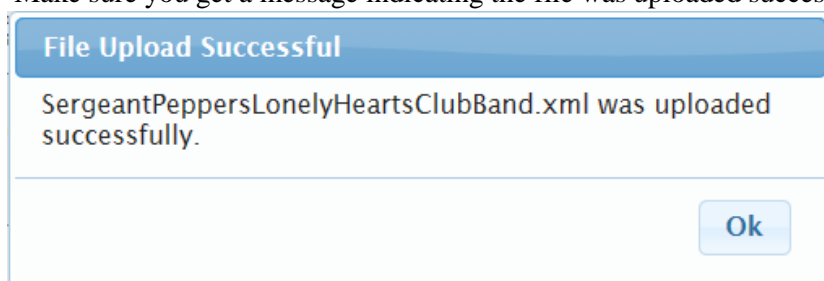 Make sure you get a message indicating the file was uploaded succes
File Upload Successful
SergeantPeppersLonelyHeartsClubBand.xml was uploaded
successfully.
Ok